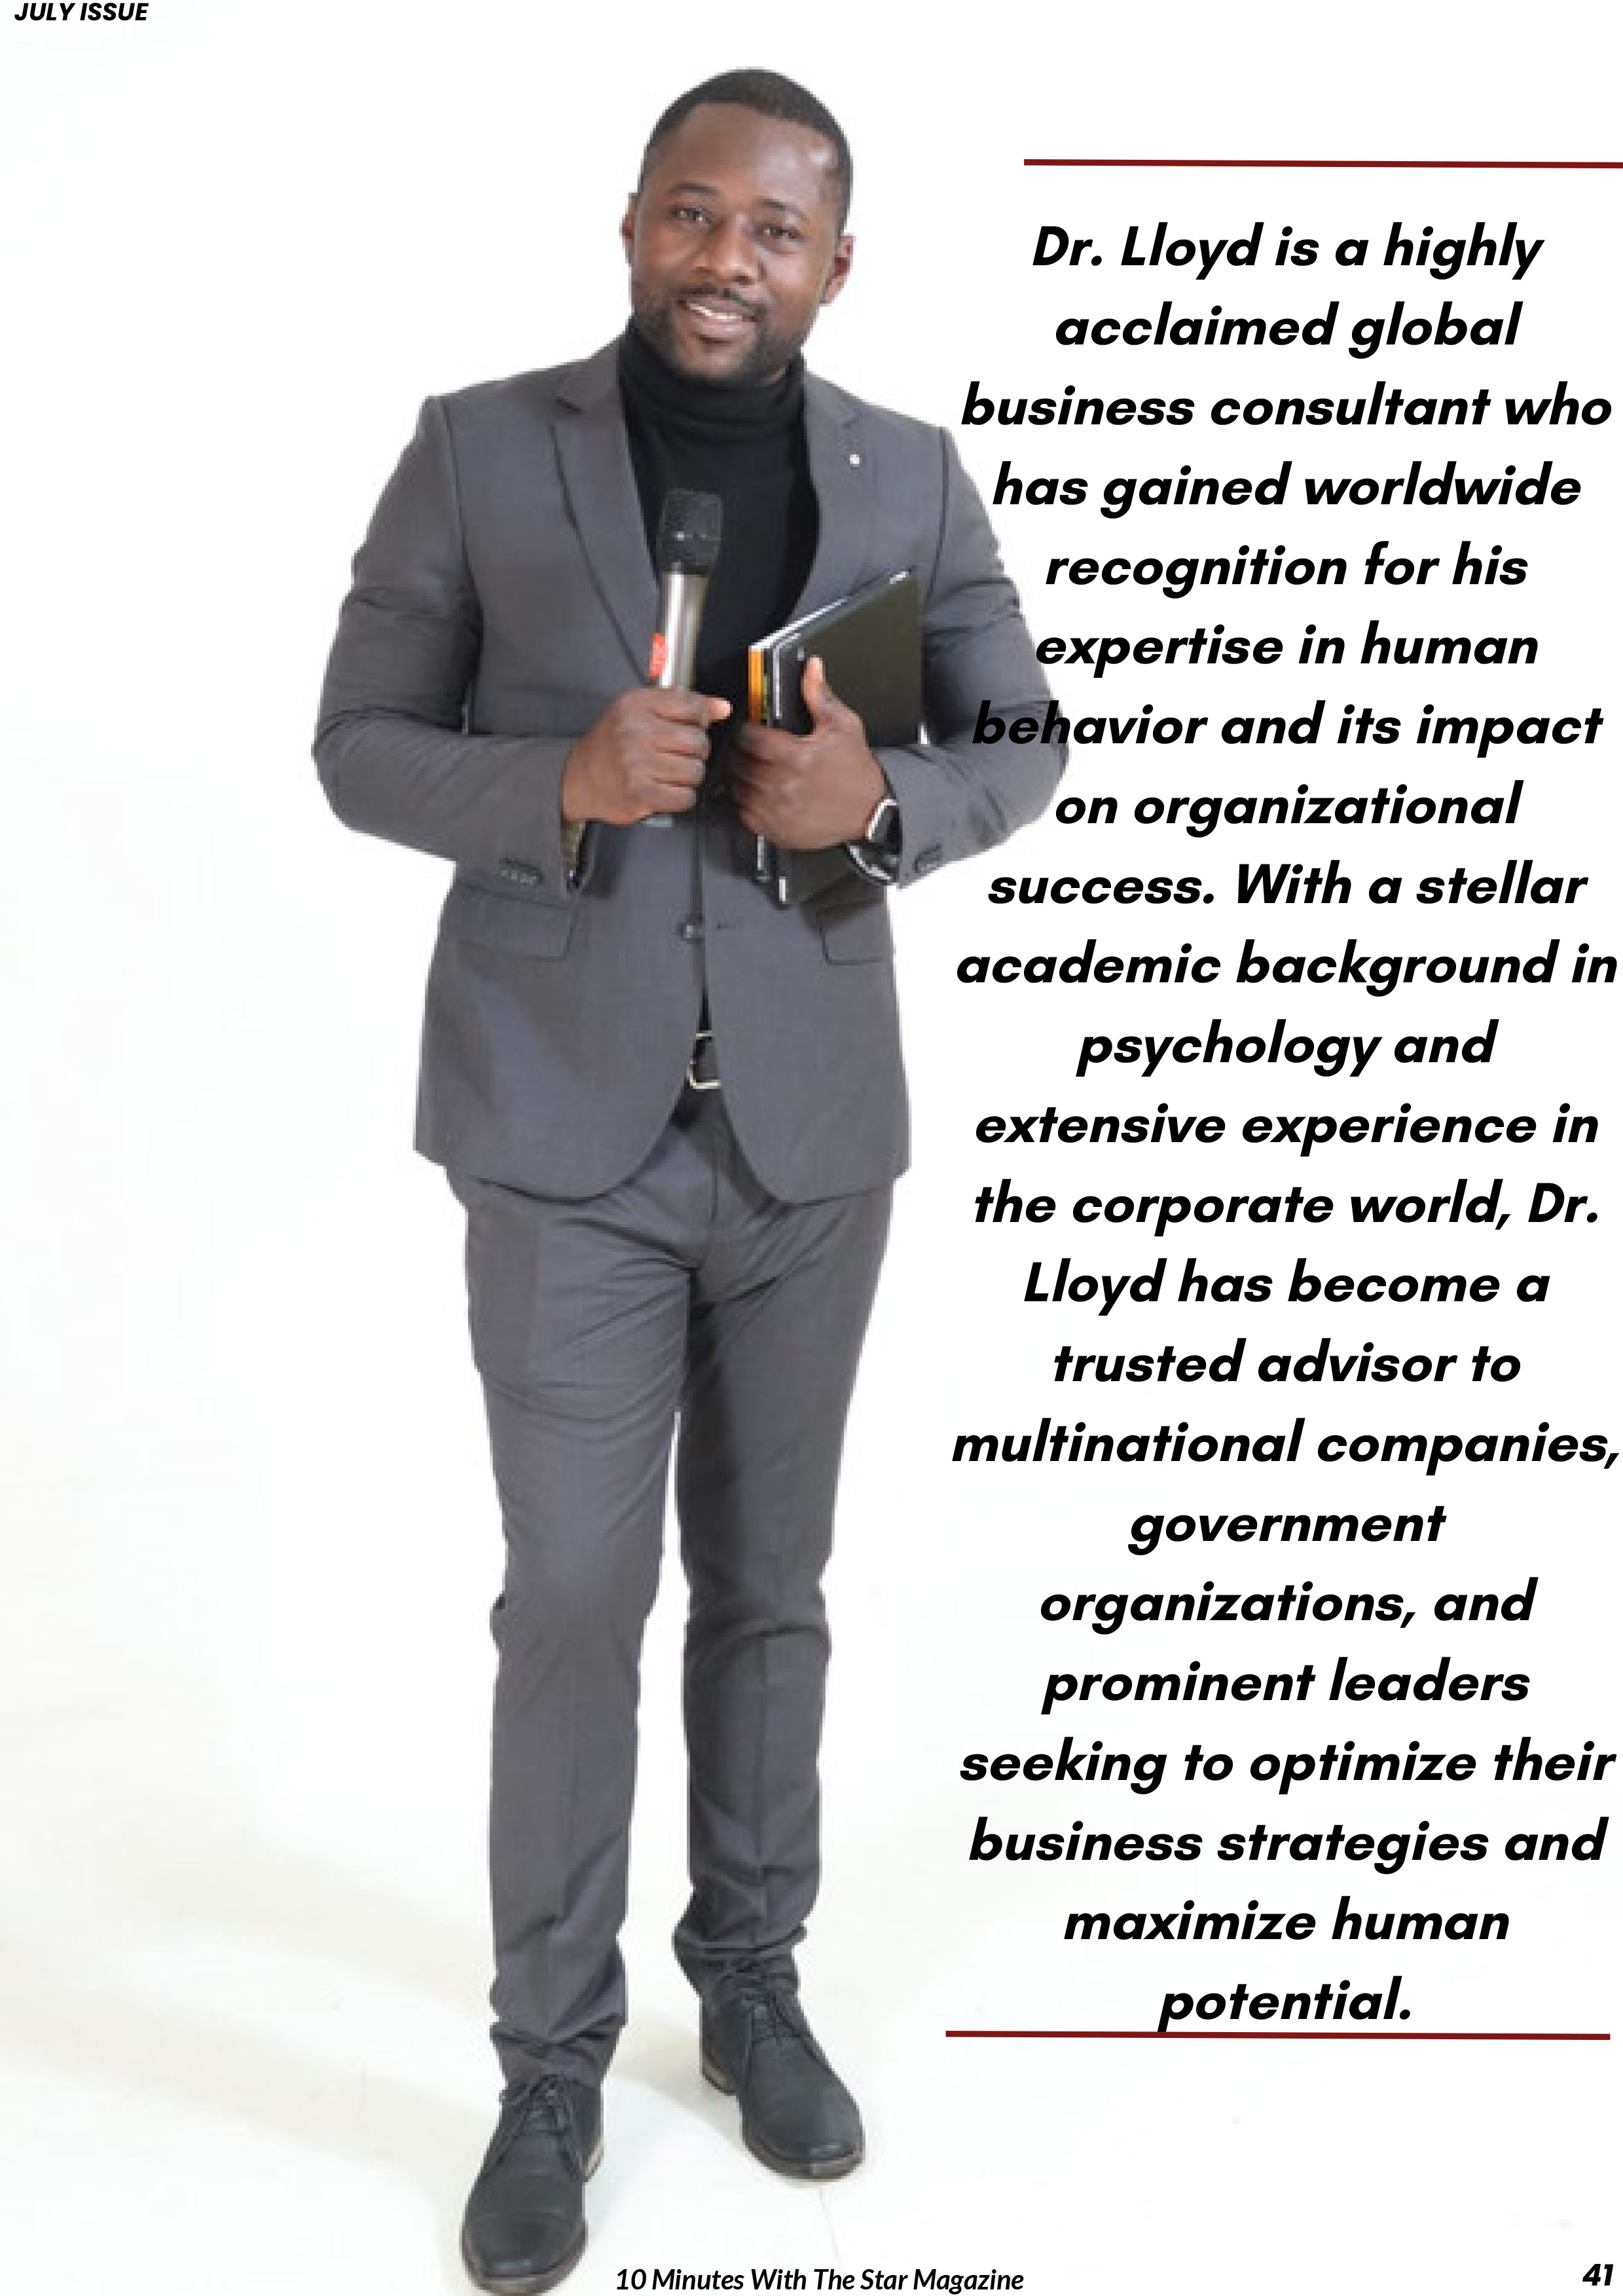 JULY ISSUE
Dr. Lloyd is a highly
acclaimed global
business consultant who
has gained worldwide
recognition for his
expertise in human
behavior and its impact
on organizational
success. With a stellar
academic background in
psychology and
extensive experience in
the corporate world, Dr.
Lloyd has become a
trusted advisor to
multinational companies,
government
organizations, and
prominent leaders
seeking to optimize their
business strategies and
maximize human
potential.
10 Minutes With The Star Magazine
41